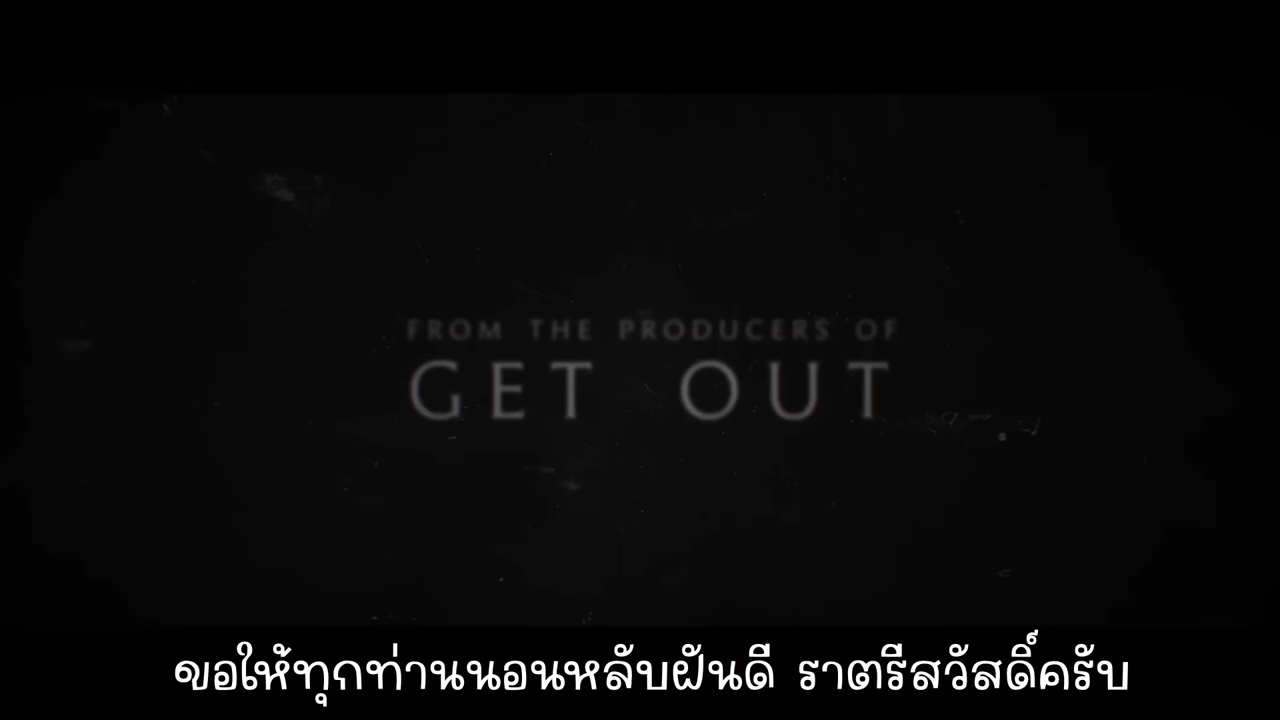 FROM THE PRODUCERS OF
GET OUT
ขอให้ทุกท่านนอนหลับฝันดี ราตรีสวัสดิ์ครับ